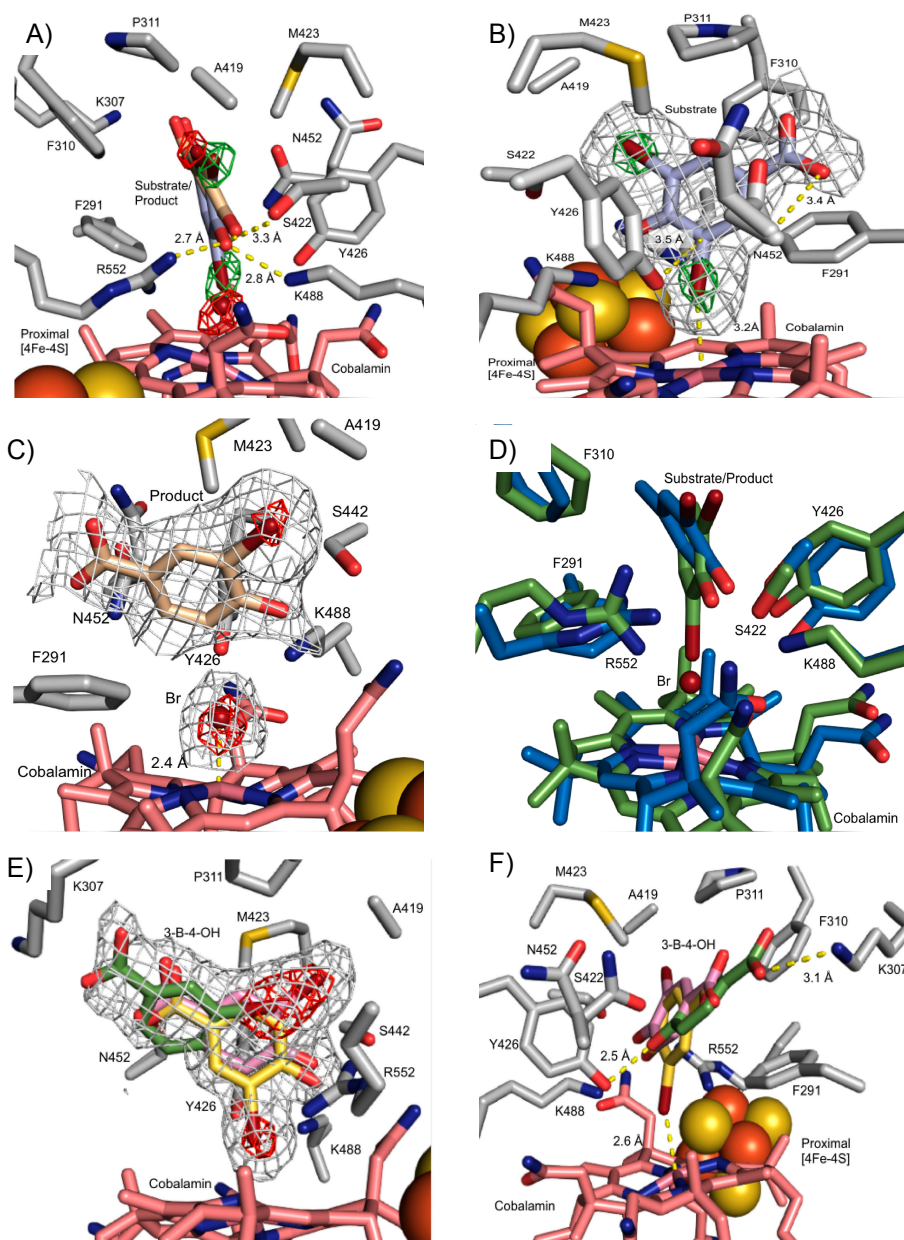 A)
P311
M423
A419
K307
N452
F310
Substrate/
Product
S422
F291
2.7 Å
3.3 Å
Y426
R552
2.8 Å
K488
Proximal
[4Fe-4S]
Cobalamin
B)
M423
P311
F310
A419
Substrate
S422
Y426
3.4 Å
3.5 Å
N452
K488
F291
3.2Å
Cobalamin
Proximal
[4Fe-4S]
C)
A419
M423
Product
S442
N452
K488
Y426
F291
Br
2.4 Å
Cobalamin
D)
F310
Substrate/Product
Y426
F291
S422
R552
K488
Br
Cobalamin
E)
P311
K307
A419
M423
3-B-4-OH
S442
N452
R552
Y426
K488
Cobalamin
F)
M423
P311
A419
F310
3-B-4-OH
N452
S422
K307
3.1 Å
Y426
R552
2.5 Å
F291
K488
2.6 Å
Proximal
[4Fe-4S]
Cobalamin